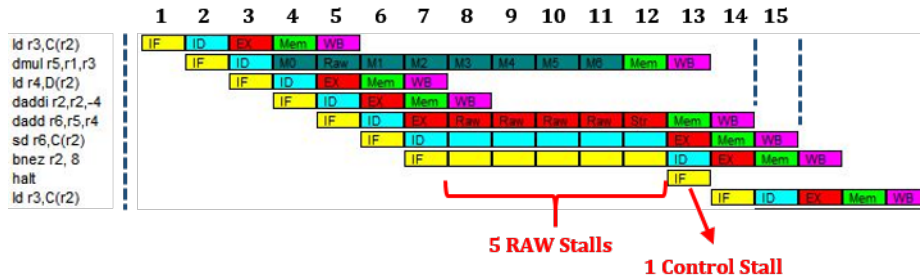 1 2 3 4 5 6 7 8 9 10 11 12 13 14 15
ld r3,C(r2) IF ID EX Mem WB
dmul r5,r1,r3 IF ID M0 Raw M1 M2 M3 M4 M5 M6 Mem WB
ld r4,D(r2) IF ID EX Mem WB
daddi r2,r2,-4 IF ID EX Mem WB
dadd r6,r5,r4 IF ID EX Raw Raw Raw Raw Str Mem WB
sd r6,C(r2) IF ID EX Mem WB
bnez r2, 8 IF ID EX Mem WB
halt IF
ld r3,C(r2) IF ID EX Mem WB
5 RAW Stalls
1 Control Stall